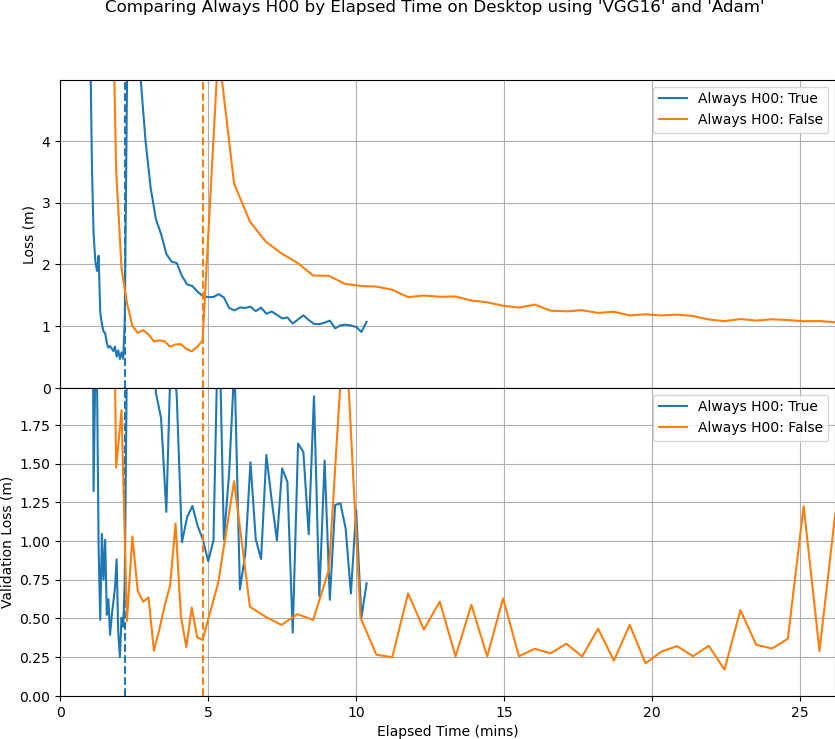 Comparing Always H00 by Elapsed Time on Desktop using 'VGG16' and 'Adam'
Always H00: True
Always H00: False
4
3
2
1
0
Loss (m)
Always H00: True
Always H00: False
1.75
1.50
1.25
1.00
0.75
0.50
0.25
0.00
Validation Loss (m)
0 5 10 15 20 25
Elapsed Time (mins)